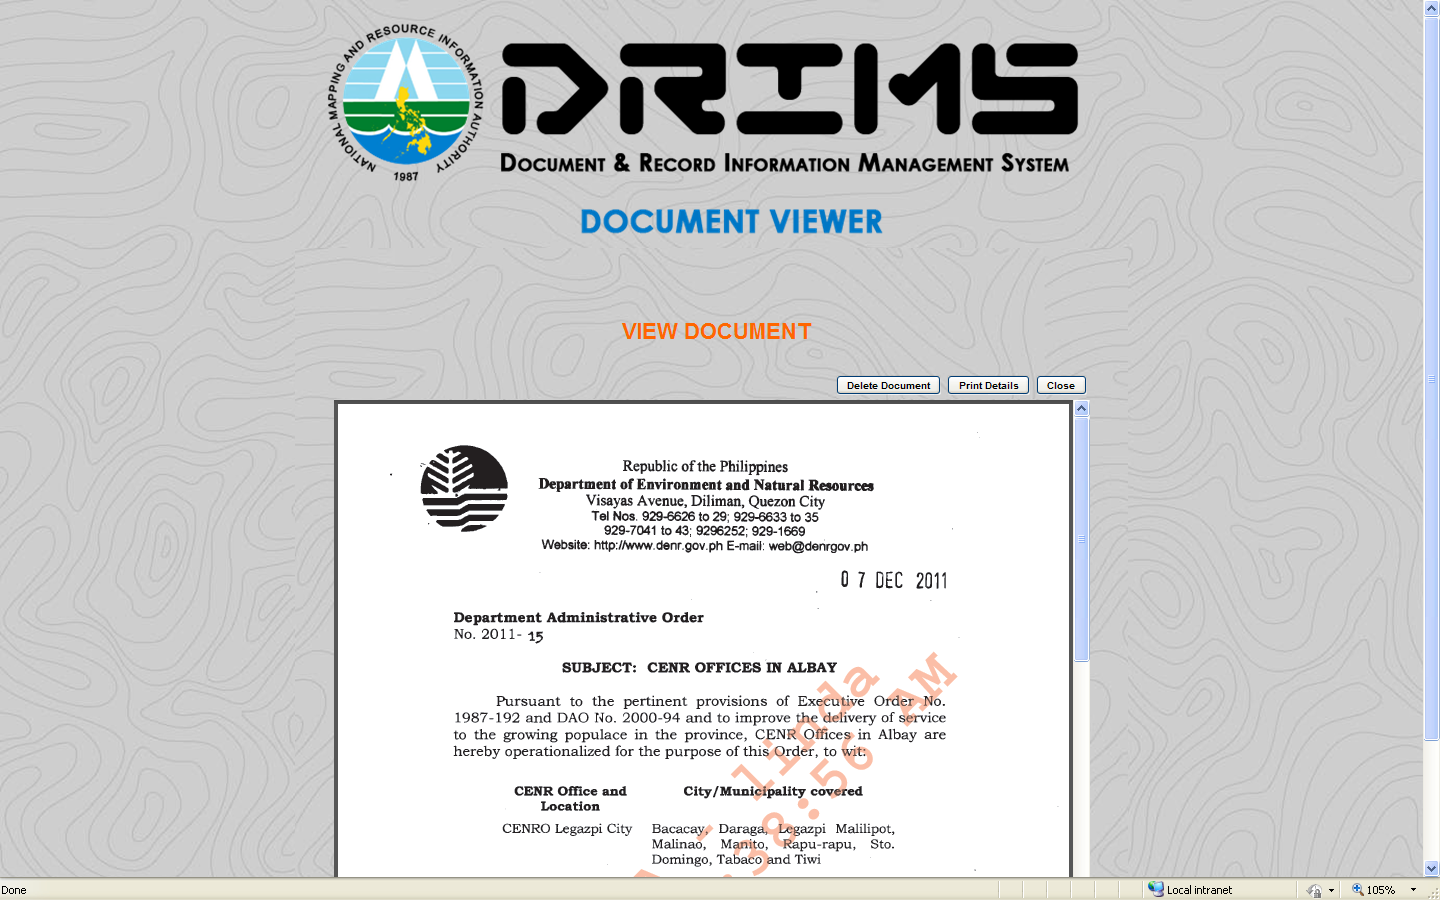 NATIONAL MAPPING AND RESOURCE INFORMATION AUTHORITY
1987
DRIMS
DOCUMENT & RECORD INFORMATION MANAGEMENT SYSTEM
DOCUMENT VIEWER
VIEW DOCUMENT
Delete Document Print Details Close
Republic of the Philippines
Department of Environment and Natural Resources
Visayas Avenue, Diliman, Quezon City
Tel Nos. 929-6626 to 29; 929-6633 to 35
929-7041 to 43; 9296252; 929-1669
Website: http://www.denr.gov.ph E-mail: web@denrgov.ph
07 DEC 2011
Department Administrative Order
No. 2011- 15
SUBJECT: CENR OFFICES IN ALBAY
Pursuant to the pertinent provisions of Executive Order No.
1987-192 and DAO No. 2000-94 and to improve the delivery of service
to the growing populace in the province, CENR Offices in Albay are
hereby operationalized for the purpose of this Order, to wit:
CENR Office and City/Municipality covered
Location
CENRO Legazpi City Bacacay, Daraga, Legazpi Malilipot,
Malinao, Manito, Rapu-rapu, Sto.
Domingo, Tabaco and Tiwi
- linda
:38:56 AM
Done Local intranet 105%